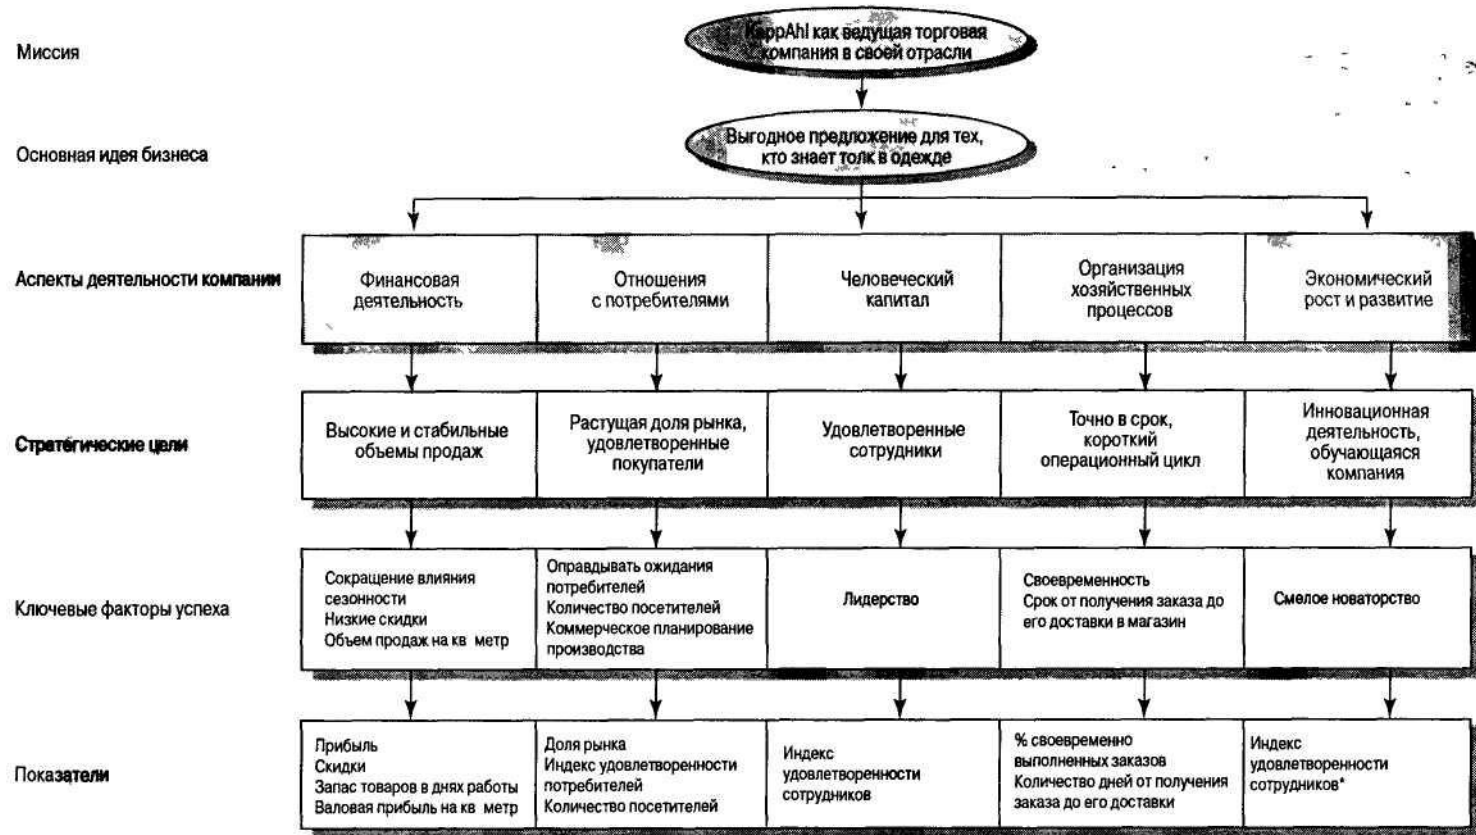 Миссия
KappAhl как ведущая торговая
компания в своей отрасли
Основная идея бизнеса
Выгодное предложение для тех,
кто знает толк в одежде
Аспекты деятельности компании
Финансовая
деятельность
Отношения
с потребителями
Человеческий
капитал
Организация
хозяйственных
процессов
Экономический
рост и развитие
Стратегические цели
Высокие и стабильные
объемы продаж
Растущая доля рынка,
удовлетворенные
покупатели
Удовлетворенные
сотрудники
Точно в срок,
короткий
операционный цикл
Инновационная
деятельность,
обучающаяся
компания
Ключевые факторы успеха
Сокращение влияния
сезонности
Низкие скидки
Объем продаж на кв метр
Оправдывать ожидания
потребителей
Количество посетителей
Коммерческое планирование
производства
Лидерство
Своевременность
Срок от получения заказа до
его доставки в магазин
Смелое новаторство
Показатели
Прибыль
Скидки
Запас товаров в днях работы
Валовая прибыль на кв метр
Доля рынка
Индекс удовлетворенности
потребителей
Количество посетителей
Индекс
удовлетворенности
сотрудников
% своевременно
выполненных заказов
Количество дней от получения
заказа до его доставки
Индекс
удовлетворенности
сотрудников*